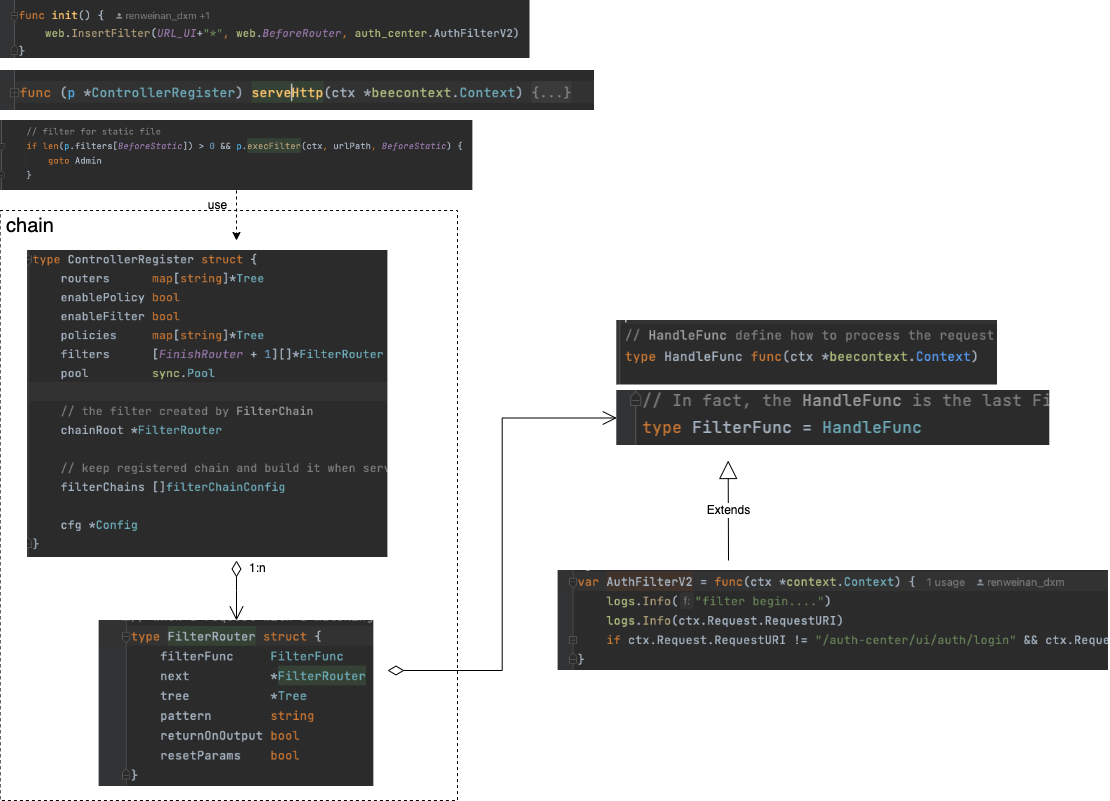 func init() { renweinan_dxm +1
web.InsertFilter(URL_UI+"*", web.BeforeRouter, auth_center.AuthFilterV2)
}
func (p *ControllerRegister) serveHttp(ctx *beecontext.Context) {...}
// filter for static file
if len(p.filters[BeforeStatic]) > 0 && p.execFilter(ctx, urlPath, BeforeStatic) {
goto Admin
}
use
chain
type ControllerRegister struct {
routers map[string]*Tree
enablePolicy bool
enableFilter bool
policies map[string]*Tree
filters [FinishRouter + 1][]*FilterRouter
pool sync.Pool
// the filter created by FilterChain
chainRoot *FilterRouter
// keep registered chain and build it when serv
filterChains []filterChainConfig
cfg *Config
}
1:n
type FilterRouter struct {
filterFunc FilterFunc
next *FilterRouter
tree *Tree
pattern string
returnOnOutput bool
resetParams bool
}
// HandleFunc define how to process the request
type HandleFunc func(ctx *beecontext.Context)
// In fact, the HandleFunc is the last Fi
type FilterFunc = HandleFunc
Extends
var AuthFilterV2 = func(ctx *context.Context) { 1 usage renweinan_dxm
logs.Info( f: "filter begin....")
logs.Info(ctx.Request.RequestURI)
if ctx.Request.RequestURI != "/auth-center/ui/auth/login" && ctx.Reque
}